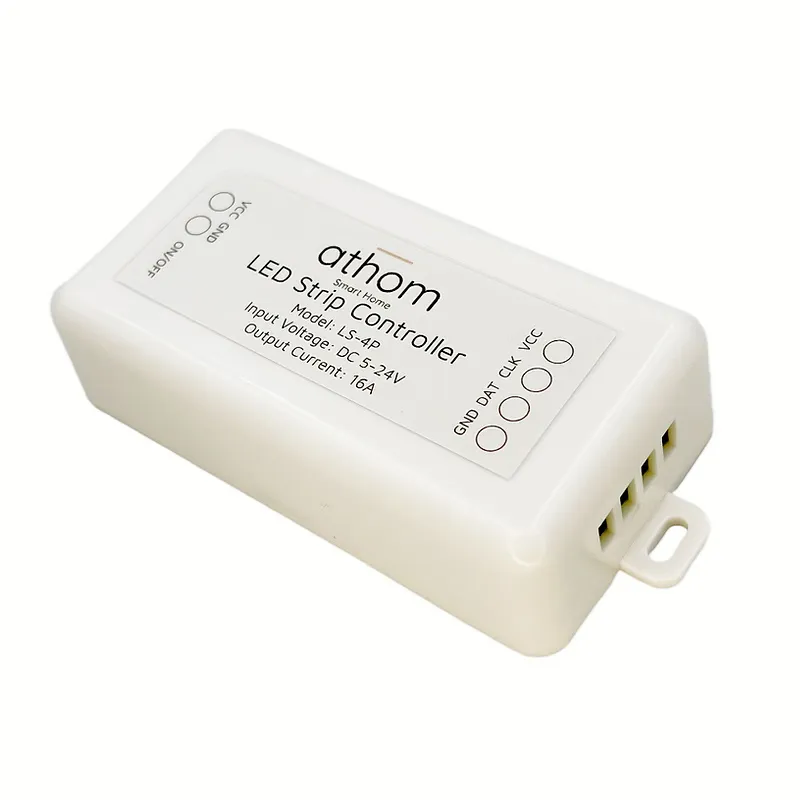 VCC GND
ON/OFF
athom
Smart Home
LED Strip Controller
Model: LS-4P
Input Voltage: DC 5-24V
Output Current: 16A
GND DAT CLK VCC